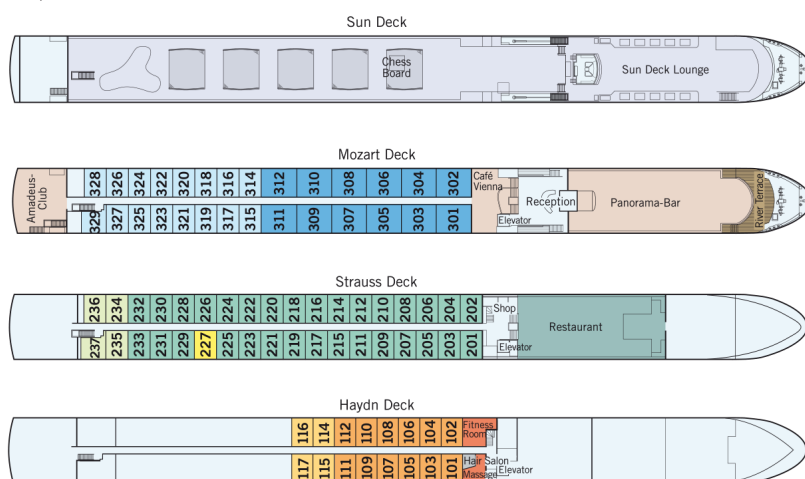 Sun Deck
Chess
Board
Sun Deck Lounge
Mozart Deck
Amadeus-
Club
328 326 324 322 320 318 316 314 312 310 308 306 304 302
329 327 325 323 321 319 317 315 311 309 307 305 303 301
Café
Vienna
Elevator
Reception
Panorama-Bar
River Terrace
Strauss Deck
236 234 232 230 228 226 224 222 220 218 216 214 212 210 208 206 204 202
237 235 233 231 229 227 225 223 221 219 217 215 211 209 207 205 203 201
Shop
Elevator
Restaurant
Haydn Deck
116 114 112 110 108 106 104 102
117 115 111 109 107 105 103 101
Fitness
Room
Hair Salon
Massage
Elevator